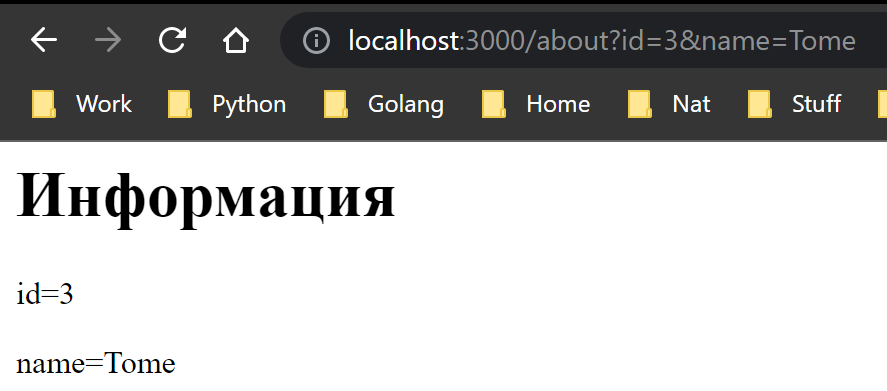 localhost:3000/about?id=3&name=Tome
Work Python Golang Home Nat Stuff
Информация
id=3
name=Tome